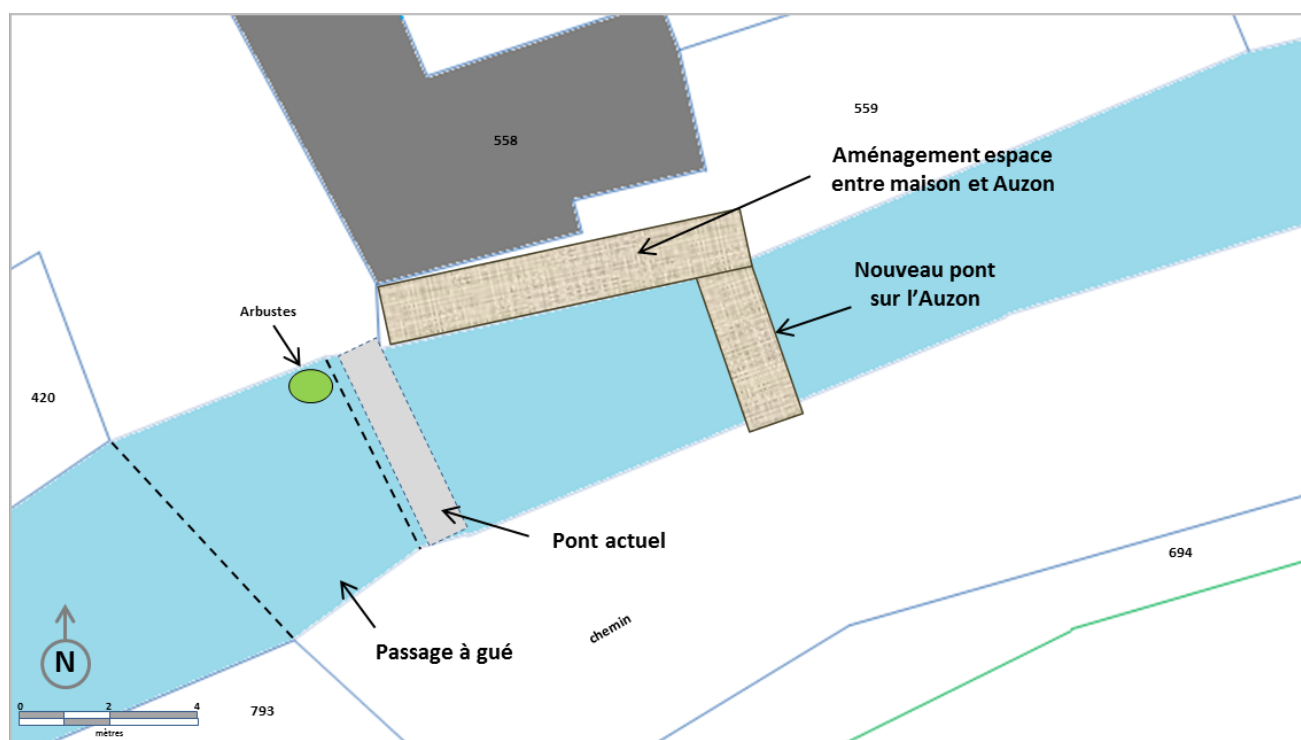 558
559
Aménagement espace
entre maison et Auzon
Nouveau pont
sur l'Auzon
Arbustes
420
Pont actuel
694
chemin
Passage à gué
N
793
0 2 4
mètres